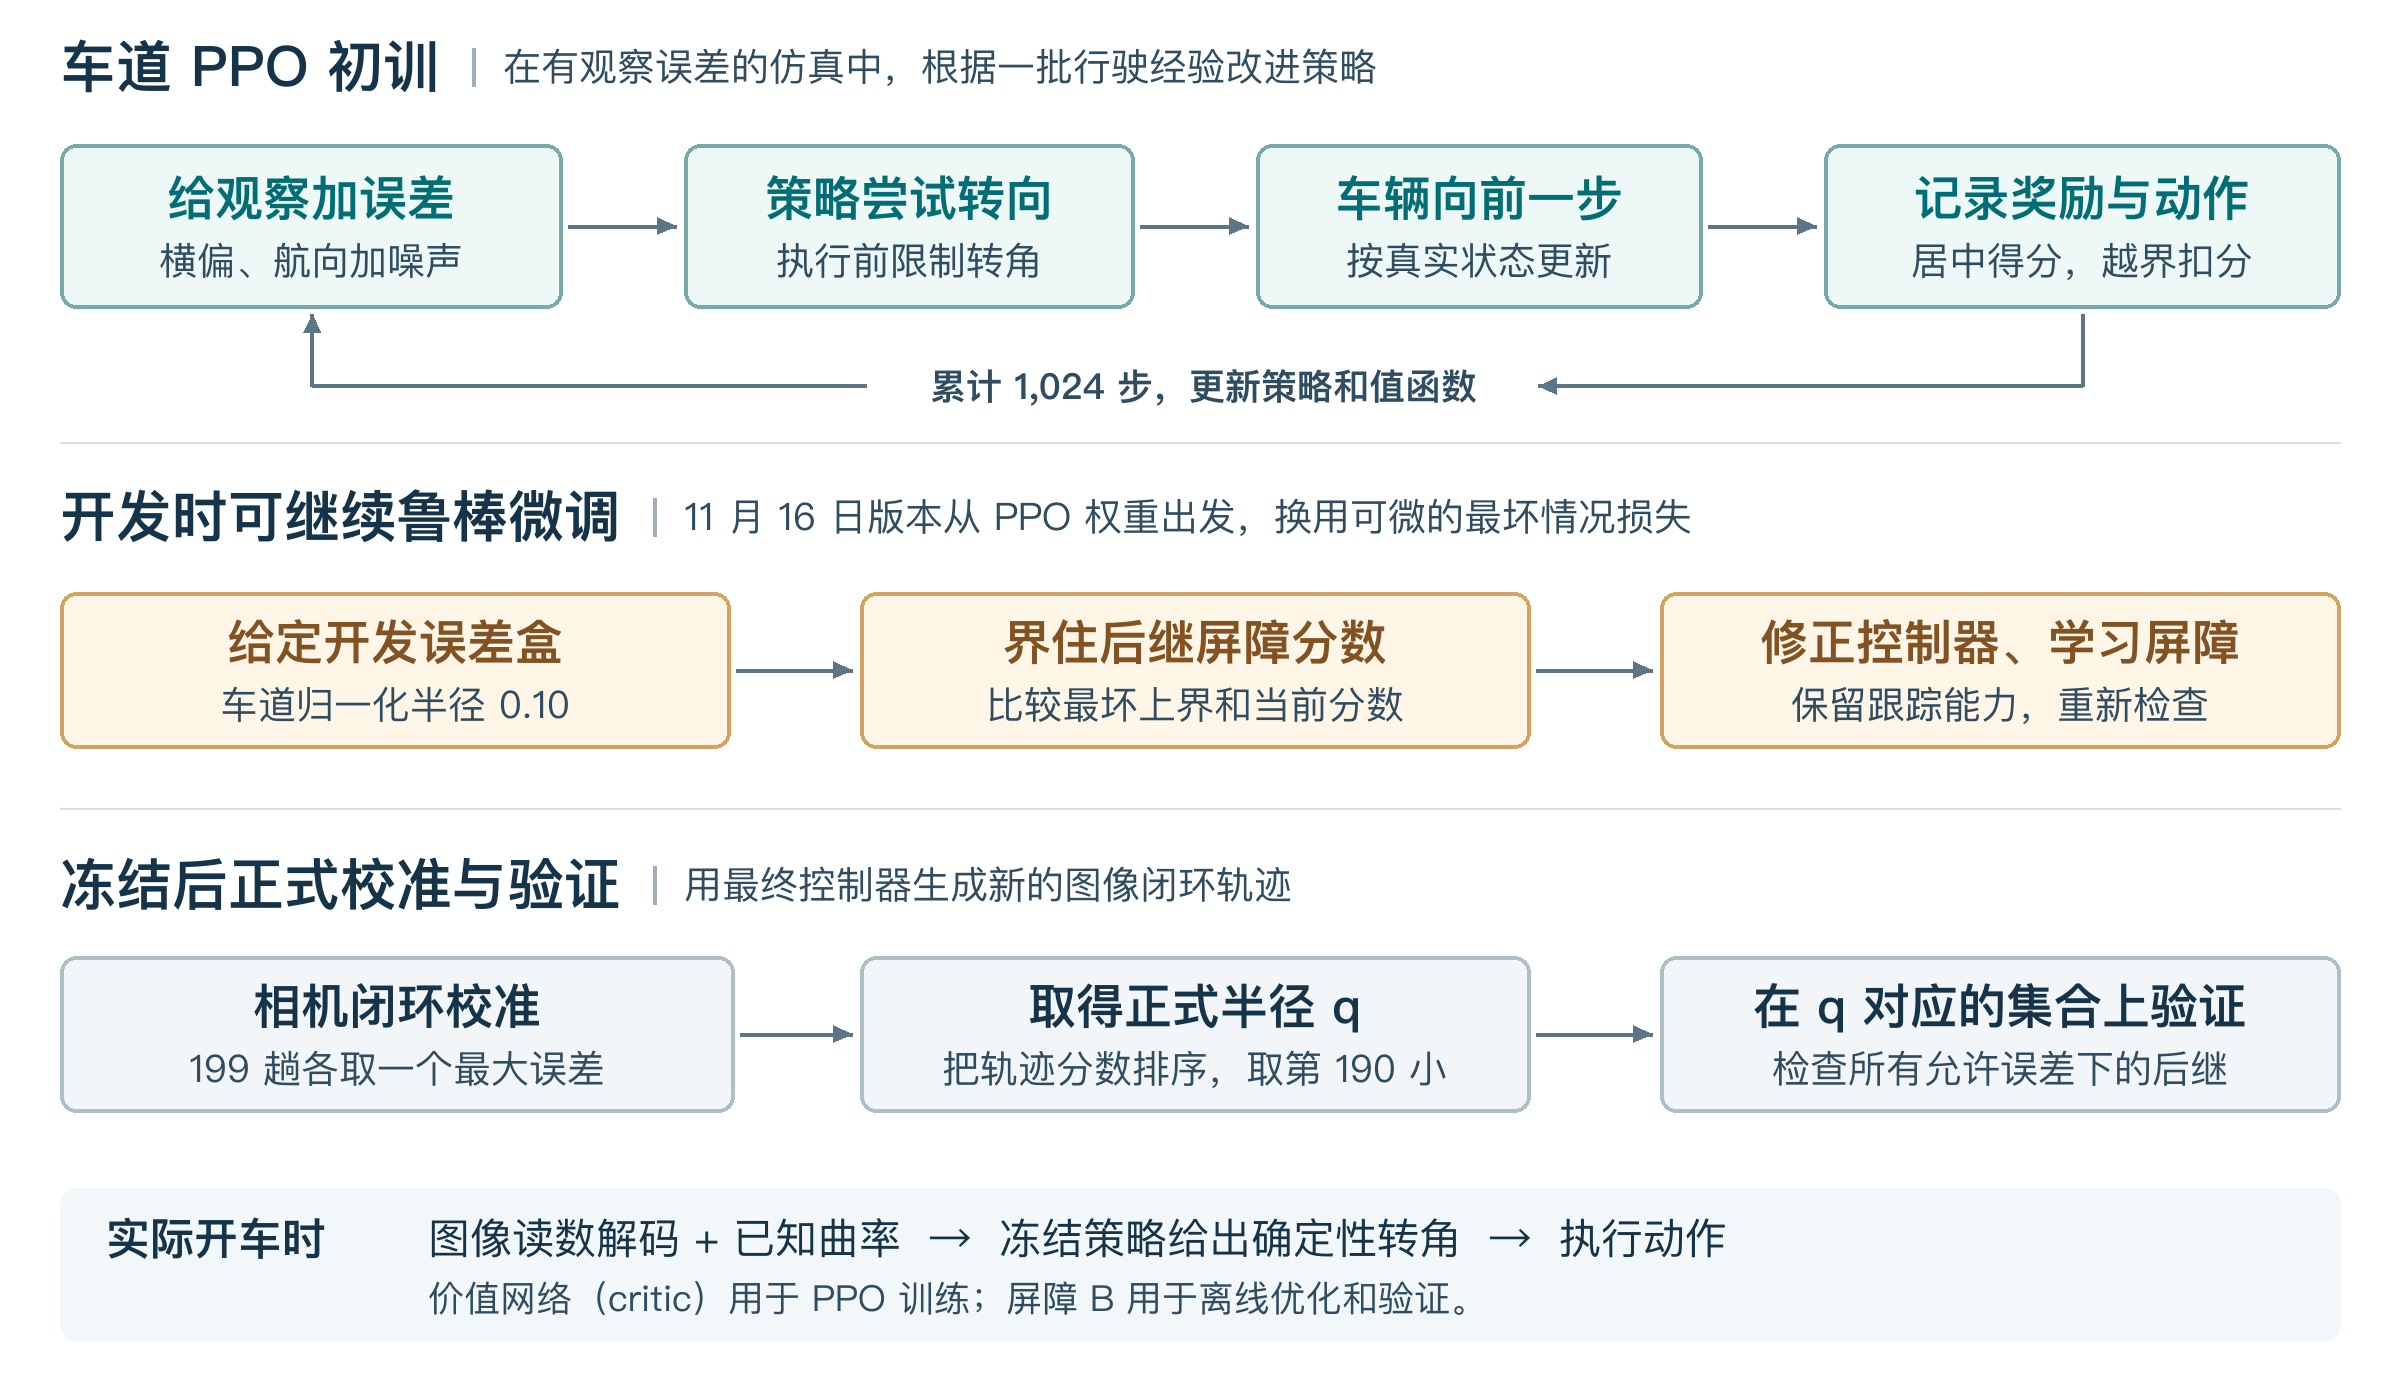 车道 PPO 初训 | 在有观察误差的仿真中，根据一批行驶经验改进策略
给观察加误差
横偏、航向加噪声
策略尝试转向
执行前限制转角
车辆向前一步
按真实状态更新
记录奖励与动作
居中得分，越界扣分
累计 1,024 步，更新策略和值函数
开发时可继续鲁棒微调 | 11 月 16 日版本从 PPO 权重出发，换用可微的最坏情况损失
给定开发误差盒
车道归一化半径 0.10
界住后继屏障分数
比较最坏上界和当前分数
修正控制器、学习屏障
保留跟踪能力，重新检查
冻结后正式校准与验证 | 用最终控制器生成新的图像闭环轨迹
相机闭环校准
199 趟各取一个最大误差
取得正式半径 q
把轨迹分数排序，取第 190 小
在 q 对应的集合上验证
检查所有允许误差下的后继
实际开车时 图像读数解码 + 已知曲率 → 冻结策略给出确定性转角 → 执行动作
价值网络（critic）用于 PPO 训练；屏障 B 用于离线优化和验证。